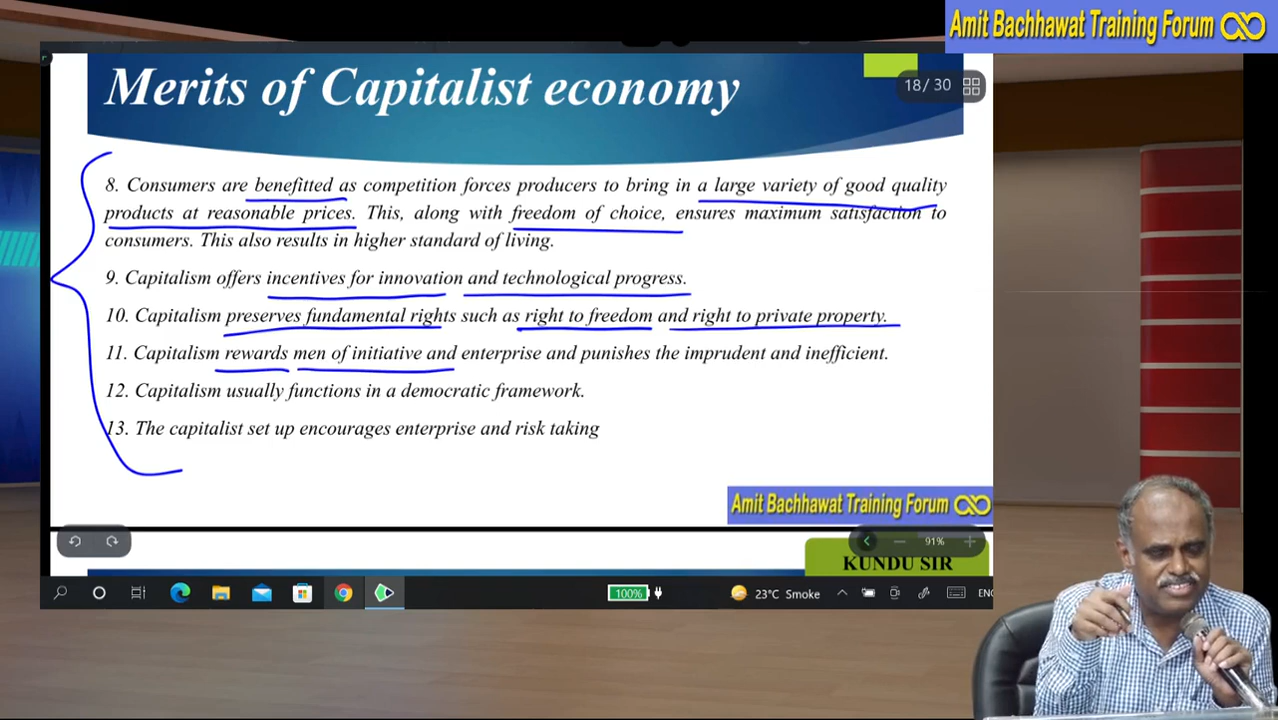 Amit Bachhawat Training Forum
Merits of Capitalist economy
18/ 30
8. Consumers are benefitted as competition forces producers to bring in a large variety of good quality
products at reasonable prices. This, along with freedom of choice, ensures maximum satisfaction to
consumers. This also results in higher standard of living.
9. Capitalism offers incentives for innovation and technological progress.
10. Capitalism preserves fundamental rights such as right to freedom and right to private property.
11. Capitalism rewards men of initiative and enterprise and punishes the imprudent and inefficient.
12. Capitalism usually functions in a democratic framework.
13. The capitalist set up encourages enterprise and risk taking
Amit Bachhawat Training Forum
91%
KUNDU SIR
100%
23°C Smoke
ENG